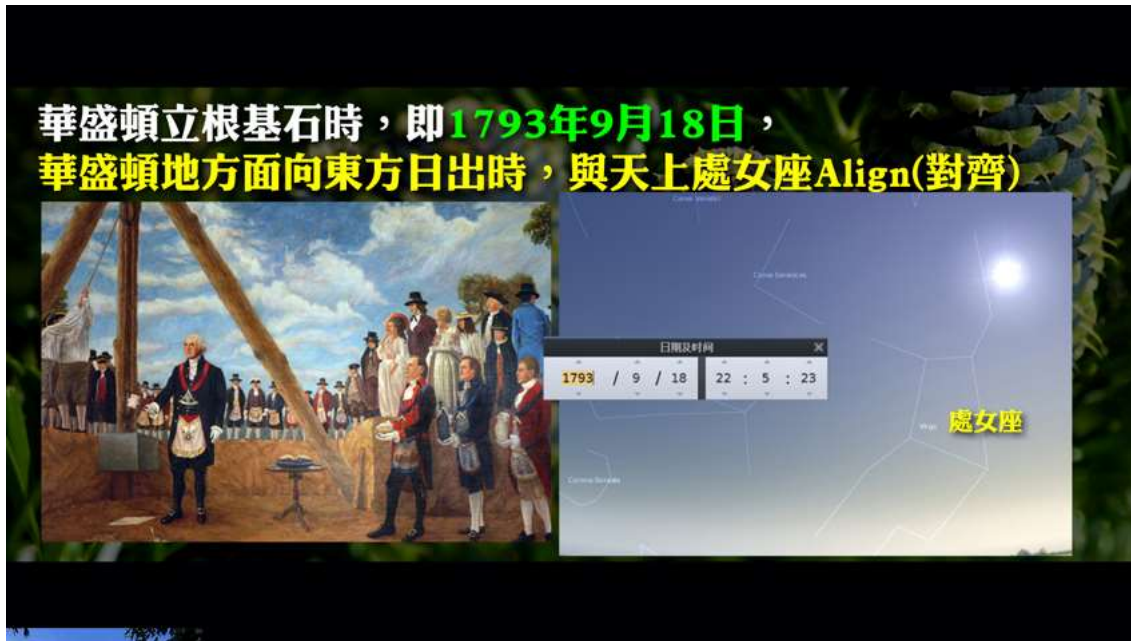 華盛頓立根基石時，即1793年9月18日，
華盛頓地方面向東方日出時，與天上處女座Align(對齊)
日期及时间
1793 / 9 / 18 22 : 5 : 23
Virgo
處女座